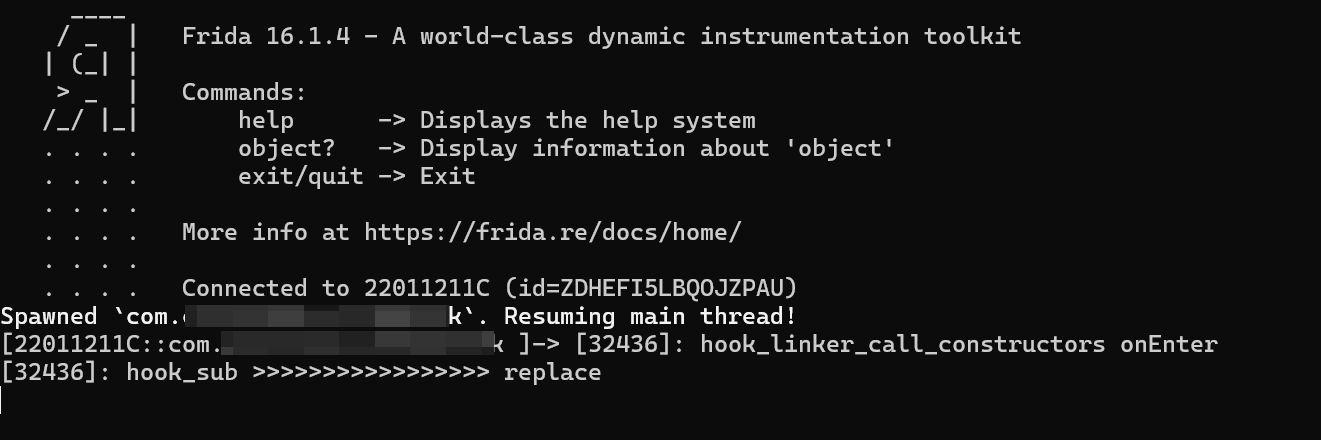 ____
/ _  |   Frida 16.1.4 - A world-class dynamic instrumentation toolkit
| (_| |
> _  |   Commands:
/_/ |_|       help      -> Displays the help system
. . . .       object?   -> Display information about 'object'
. . . .       exit/quit -> Exit
. . . .
. . . .   More info at https://frida.re/docs/home/
. . . .
. . . .   Connected to 22011211C (id=ZDHEFI5LBQOJZPAU)
Spawned `com. k`. Resuming main thread!
[22011211C::com. k ]-> [32436]: hook_linker_call_constructors onEnter
[32436]: hook_sub >>>>>>>>>>>>>>>>> replace